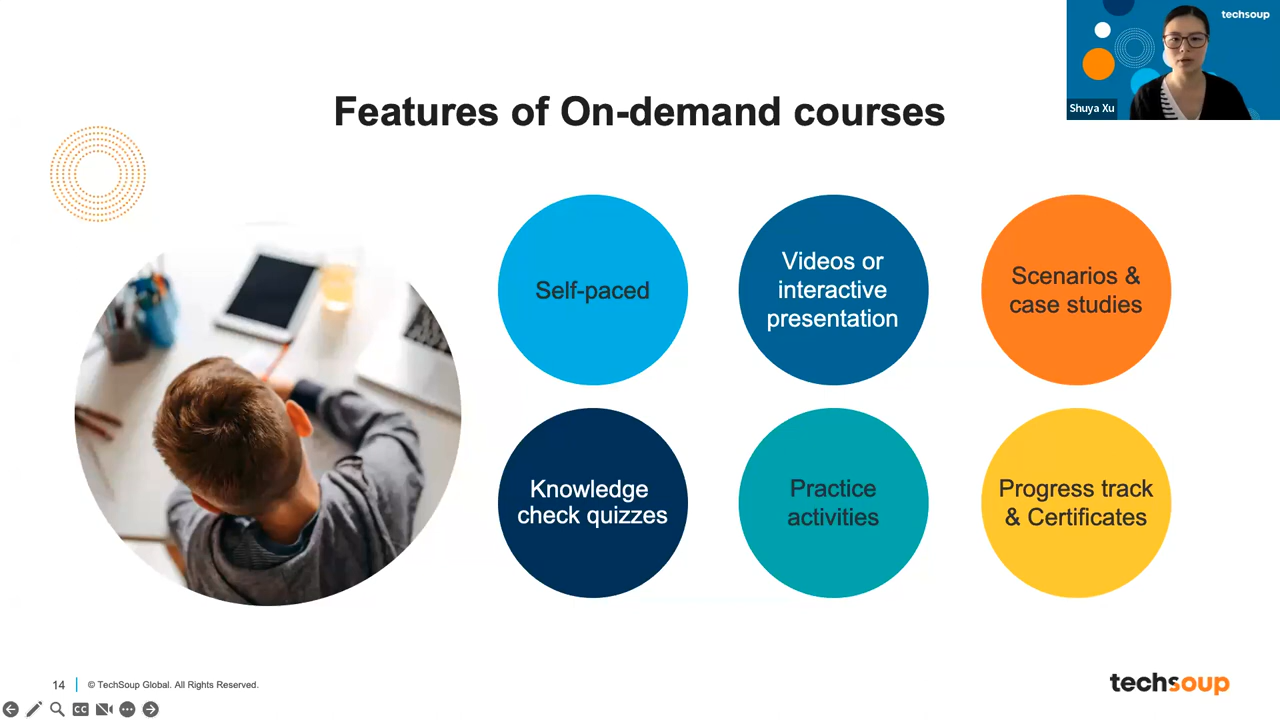 techsoup
Shuya Xu
Features of On-demand courses
Self-paced
Videos or
interactive
presentation
Scenarios &
case studies
Knowledge
check quizzes
Practice
activities
Progress track
& Certificates
14
© TechSoup Global. All Rights Reserved.
techsoup
CC